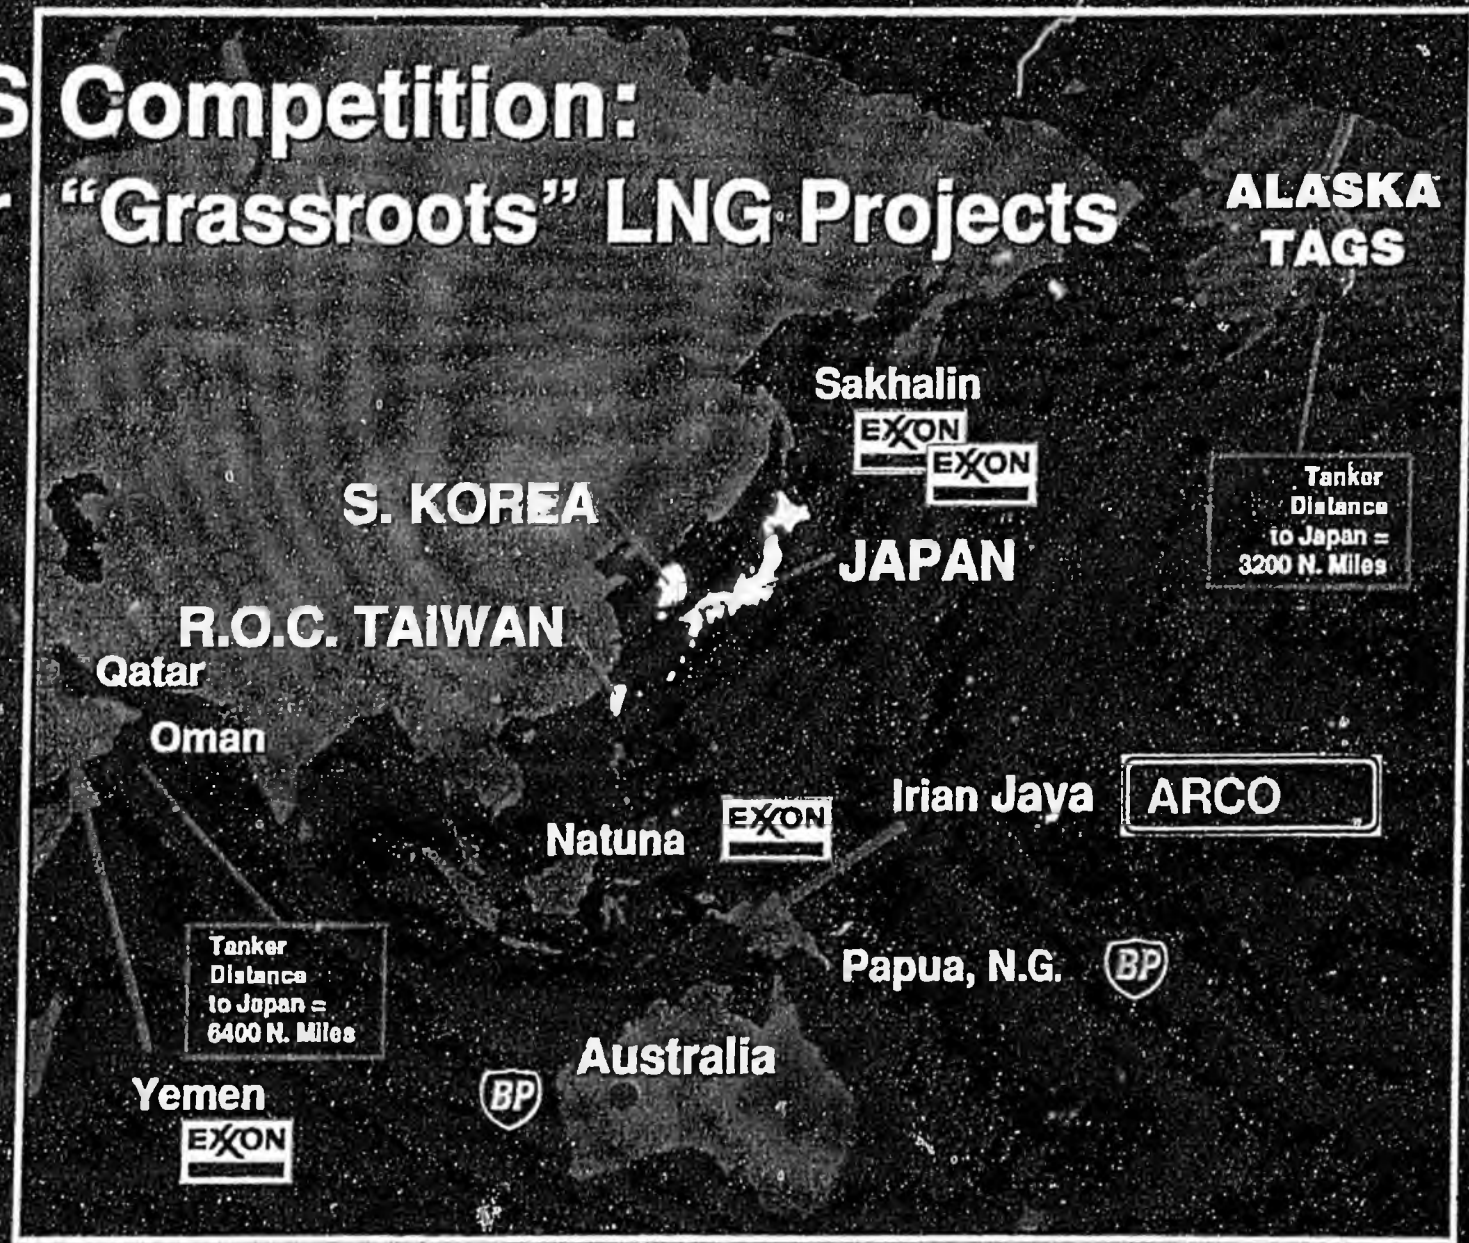 S Competition:
r "Grassroots" LNG Projects
ALASKA
TAGS
Sakhalin
EXXON
EXXON
S. KOREA
Tanker
Distance
to Japan =
3200 N. Miles
JAPAN
R.O.C. TAIWAN
Qatar
Oman
Irian Java
ARCO
Natuna
EXXON
Tanker
Distance
to Japan =
6400 N. Miles
Papua, N.G.
BP
Australia
Yemen
BP
EXXON